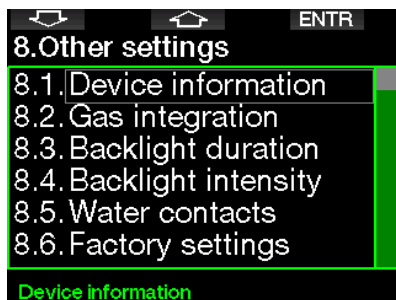 ENTR
8.Other settings
8.1.Device information
8.2.Gas integration
8.3.Backlight duration
8.4.Backlight intensity
8.5.Water contacts
8.6.Factory settings
Device information